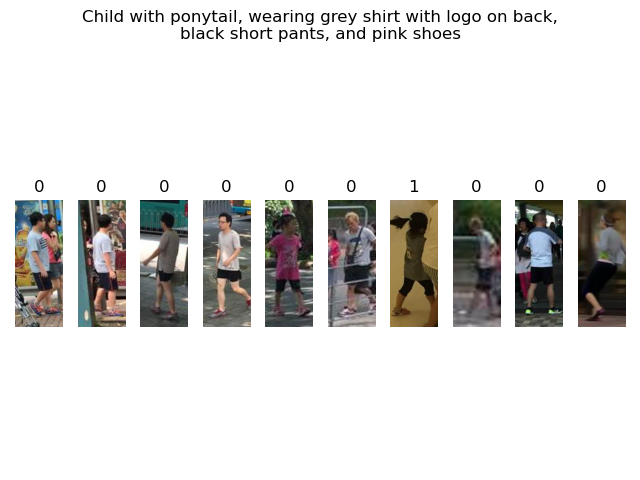 Child with ponytail, wearing grey shirt with logo on back,
black short pants, and pink shoes
0 0 0 0 0 0 1 0 0 0